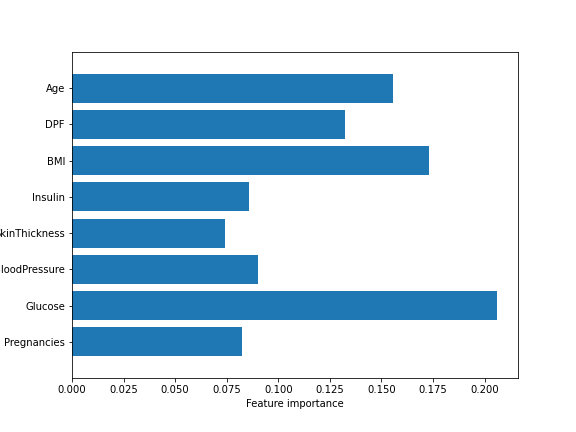 Age
DPF
BMI
Insulin
kinThickness
loodPressure
Glucose
Pregnancies
0.000 0.025 0.050 0.075 0.100 0.125 0.150 0.175 0.200
Feature importance